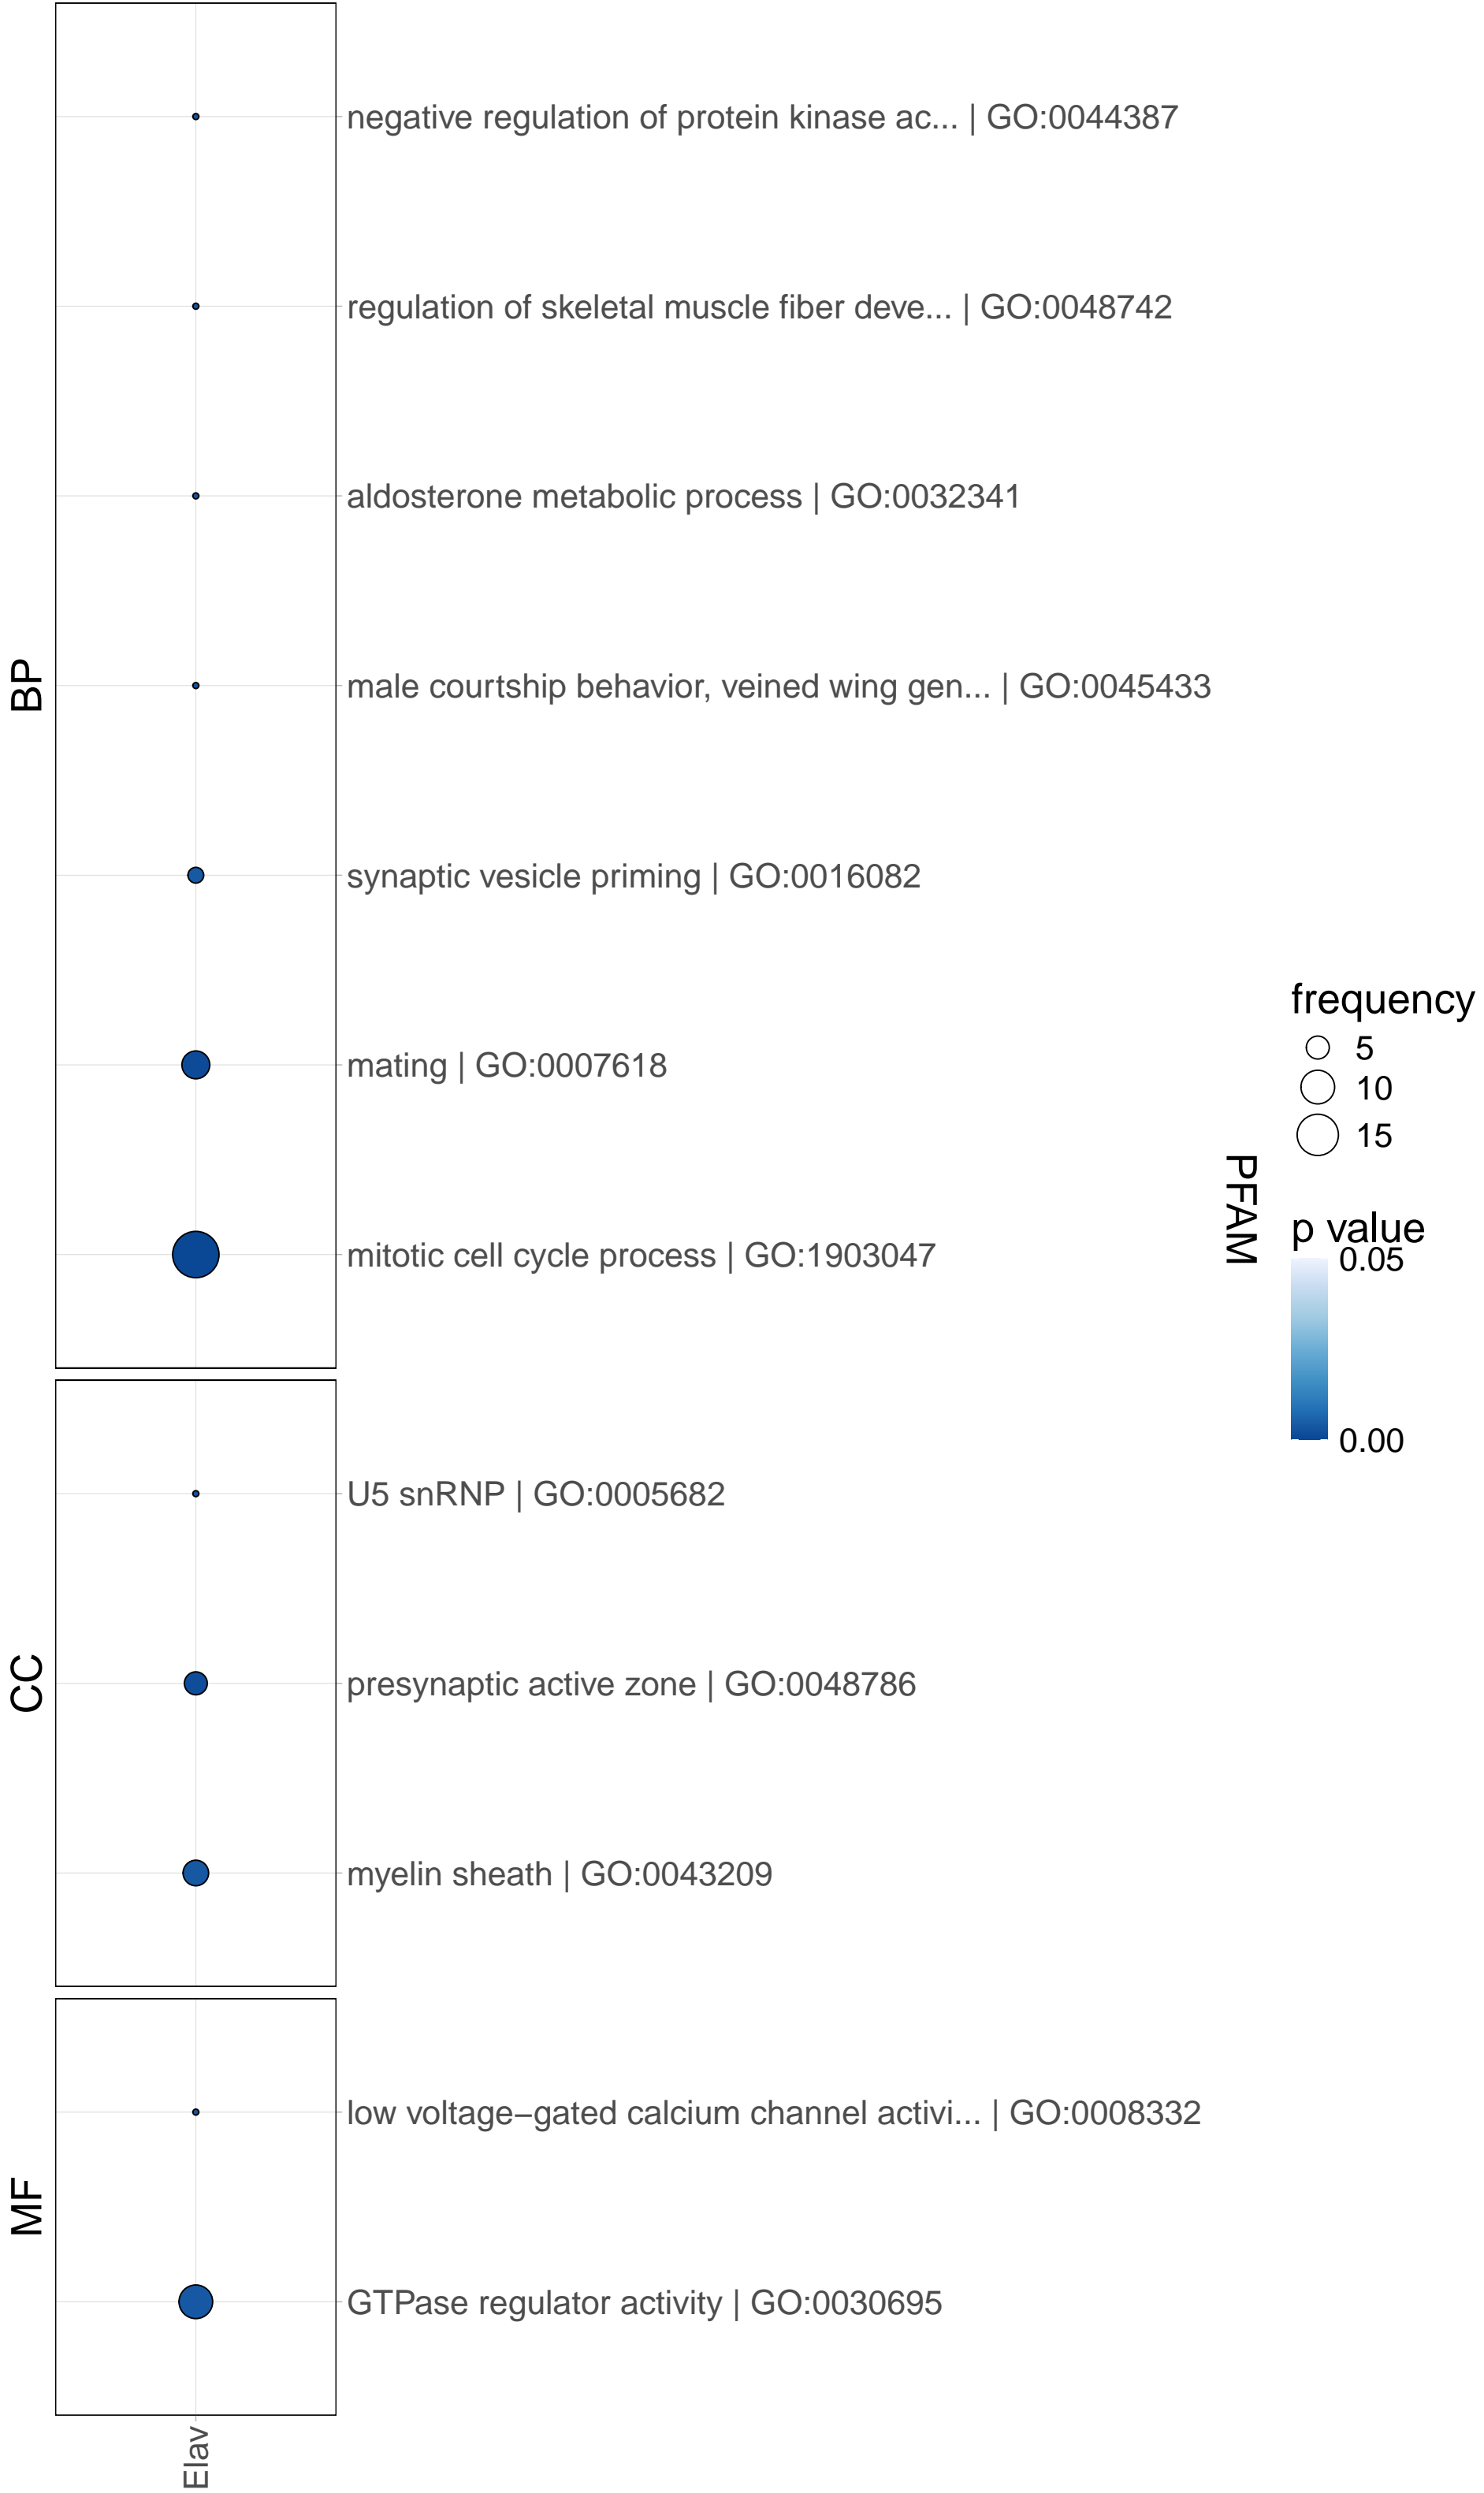 BP
negative regulation of protein kinase ac... | GO:0044387
regulation of skeletal muscle fiber deve... | GO:0048742
aldosterone metabolic process | GO:0032341
male courtship behavior, veined wing gen... | GO:0045433
synaptic vesicle priming | GO:0016082
mating | GO:0007618
mitotic cell cycle process | GO:1903047
CC
U5 snRNP | GO:0005682
presynaptic active zone | GO:0048786
myelin sheath | GO:0043209
MF
low voltage−gated calcium channel activi... | GO:0008332
GTPase regulator activity | GO:0030695
Elav
PFAM
frequency
5
10
15
p value
0.05
0.00